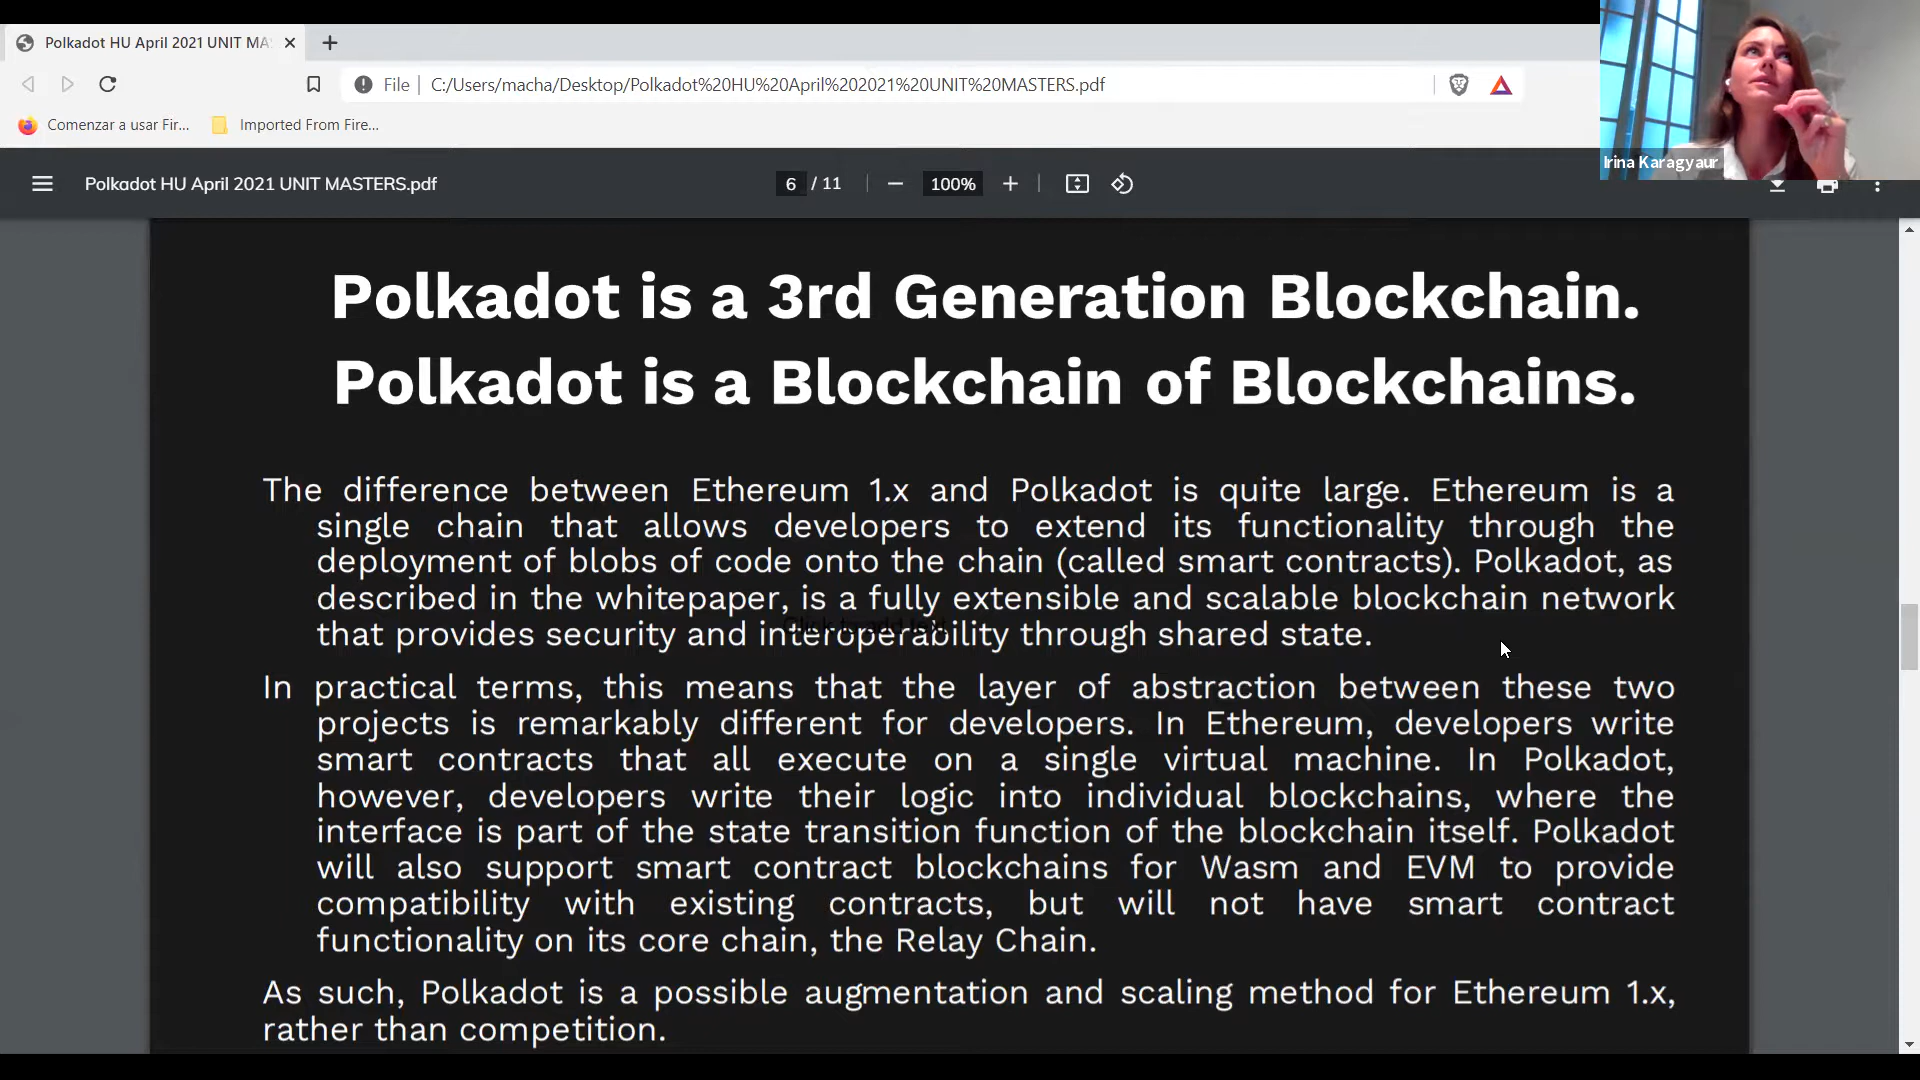 Polkadot HU April 2021 UNIT MA
File
C:/Users/macha/Desktop/Polkadot%20HU%20April%202021%20UNIT%20MASTERS.pdf
Comenzar a usar Fir...
Imported From Fire...
Irina Karagyaur
Polkadot HU April 2021 UNIT MASTERS.pdf
6 / 11
100%
Polkadot is a 3rd Generation Blockchain.
Polkadot is a Blockchain of Blockchains.
The difference between Ethereum 1.x and Polkadot is quite large. Ethereum is a
single chain that allows developers to extend its functionality through the
deployment of blobs of code onto the chain (called smart contracts). Polkadot, as
described in the whitepaper, is a fully extensible and scalable blockchain network
Click to add text
that provides security and interoperability through shared state.
In practical terms, this means that the layer of abstraction between these two
projects is remarkably different for developers. In Ethereum, developers write
smart contracts that all execute on a single virtual machine. In Polkadot,
however, developers write their logic into individual blockchains, where the
interface is part of the state transition function of the blockchain itself. Polkadot
will also support smart contract blockchains for Wasm and EVM to provide
compatibility with existing contracts, but will not have smart contract
functionality on its core chain, the Relay Chain.
As such, Polkadot is a possible augmentation and scaling method for Ethereum 1.x,
rather than competition.